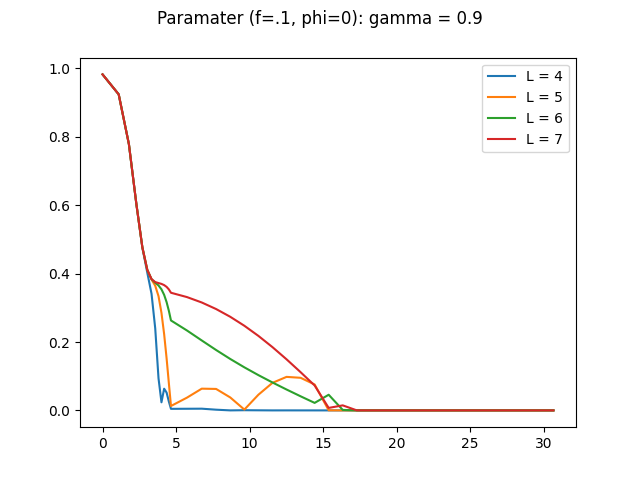 Paramater (f=.1, phi=0): gamma = 0.9
1.0
0.8
0.6
0.4
0.2
0.0
L = 4
L = 5
L = 6
L = 7
0 5 10 15 20 25 30